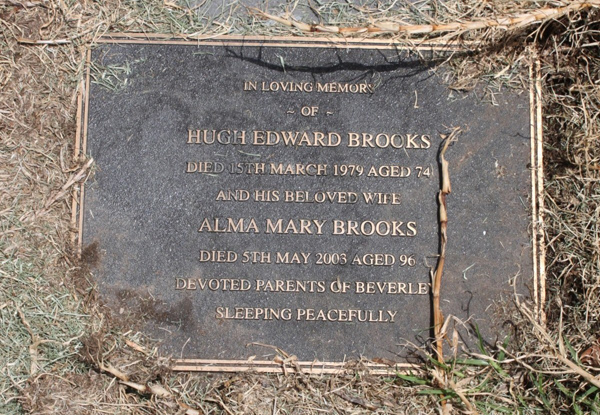 IN LOVING MEMORY
~ OF ~
HUGH EDWARD BROOKS
DIED 15TH MARCH 1979 AGED 74
AND HIS BELOVED WIFE
ALMA MARY BROOKS
DIED 5TH MAY 2003 AGED 96
DEVOTED PARENTS OF BEVERLEY
SLEEPING PEACEFULLY